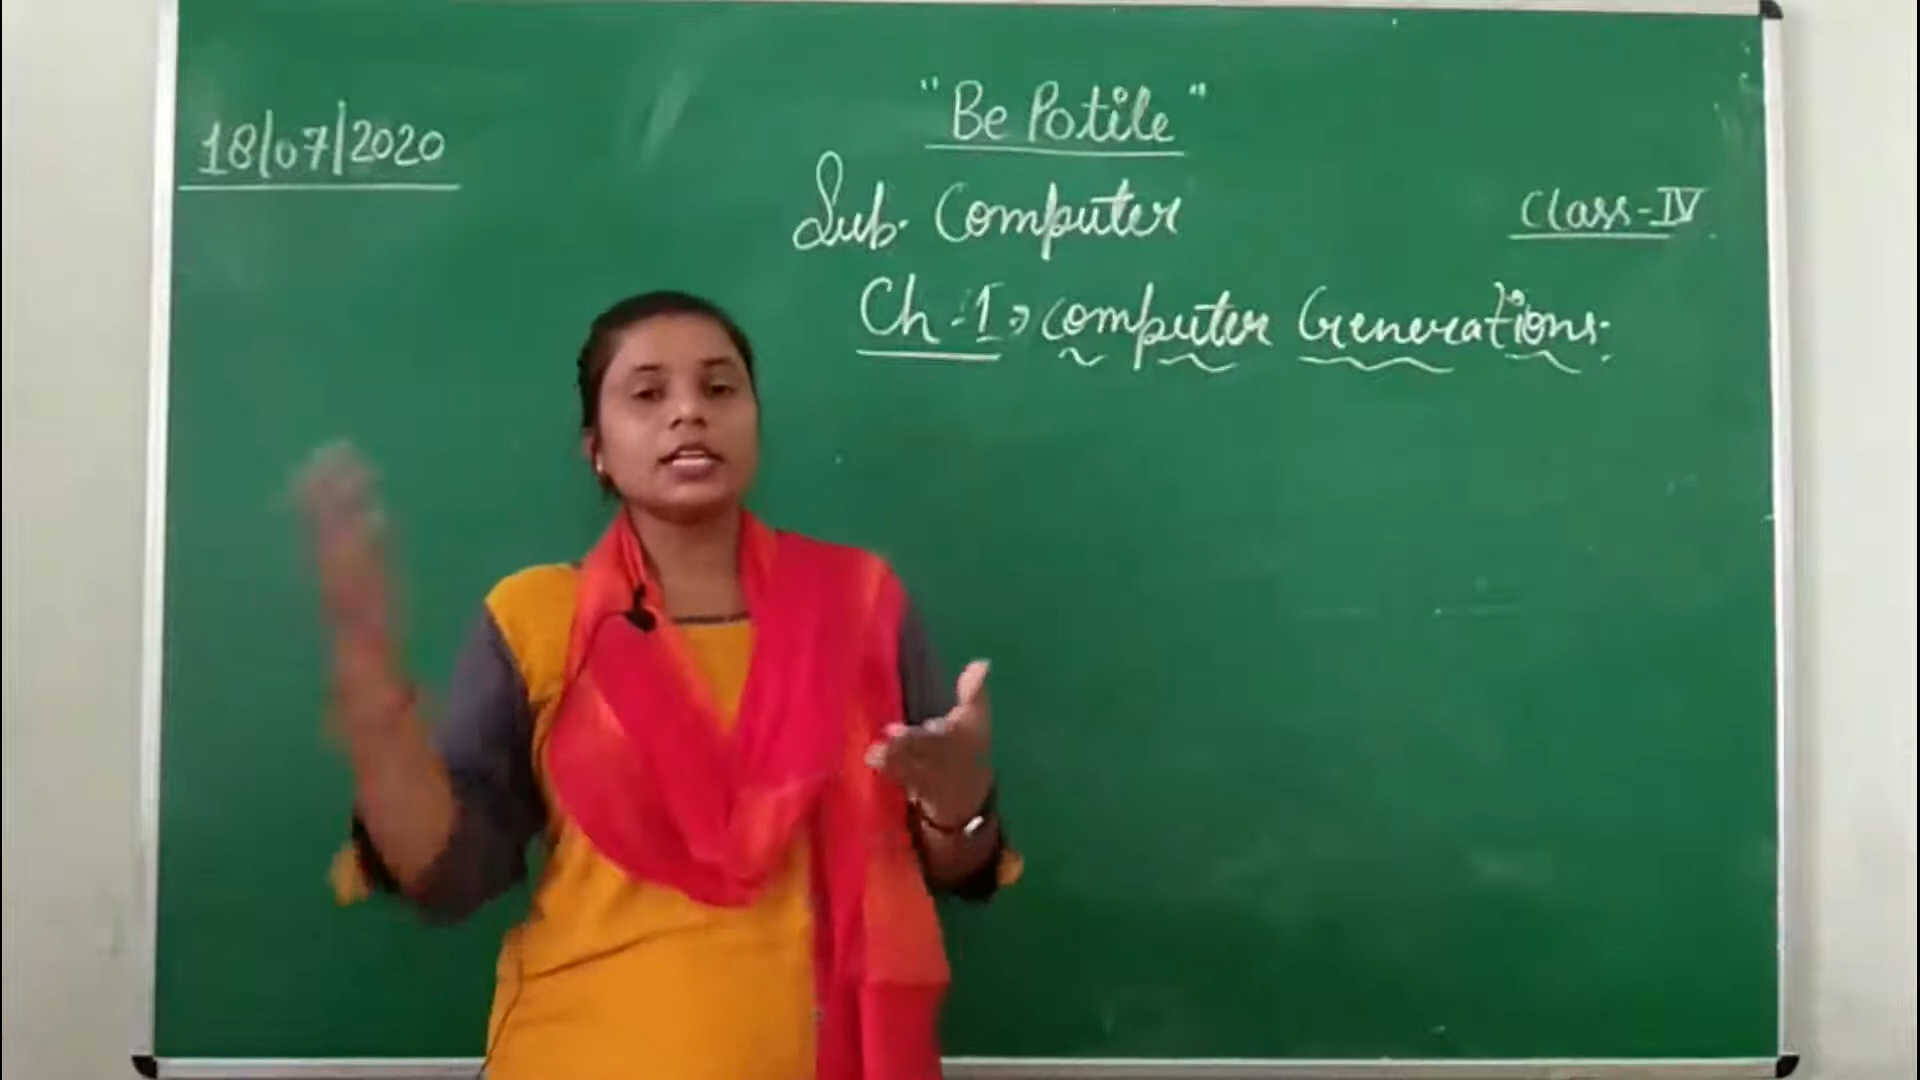 18/07/2020
"Be Potile"
Sub. Computer
Class-IV
Ch-1 → Computer Generations.